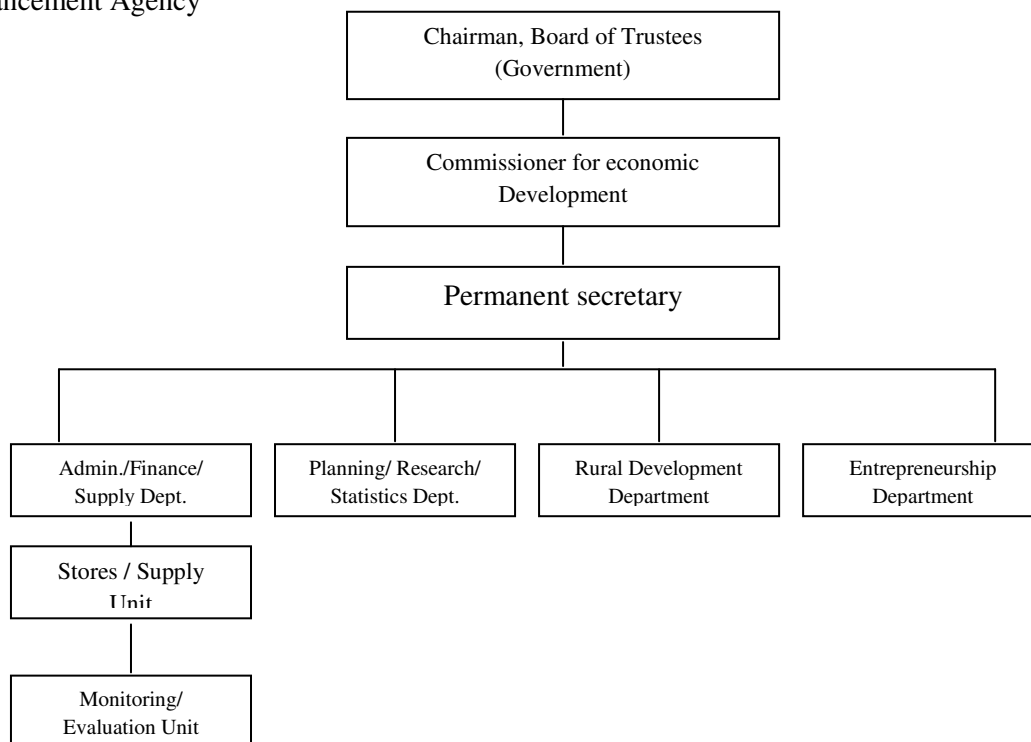 Agency
Chairman, Board of Trustees
(Government)
Commissioner for economic
Development
Permanent secretary
Admin./Finance/
Supply Dept.
Planning/ Research/
Statistics Dept.
Rural Development
Department
Entrepreneurship
Department
Stores / Supply
Unit
Monitoring/
Evaluation Unit